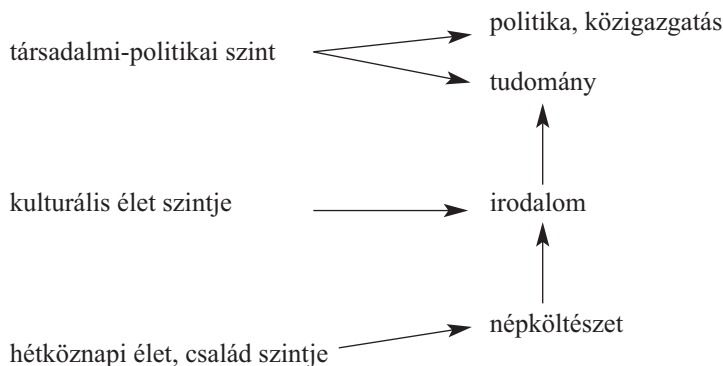 politika, közigazgatás
társadalmi-politikai szint
tudomány
kulturális élet szintje
irodalom
népköltészet
hétköznapi élet, család szintje